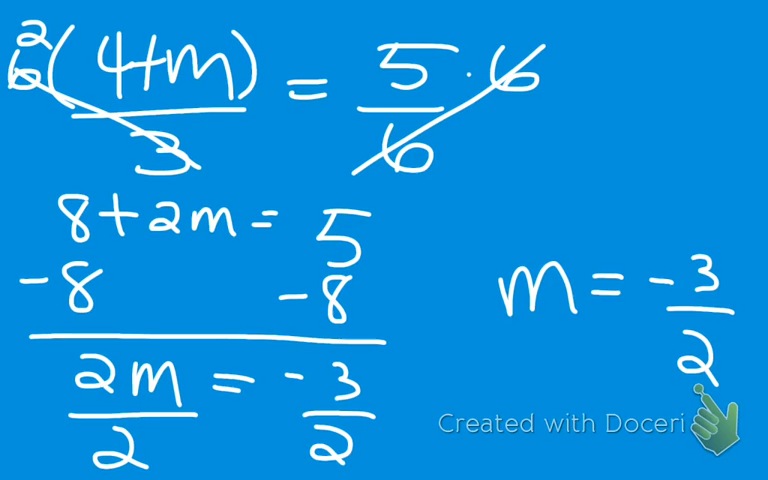 2
6 (4+m) = 5 · 6
3 6
8+2m = 5
-8 -8
2m = -3
2 2
m = -3
2
Created with Doceri